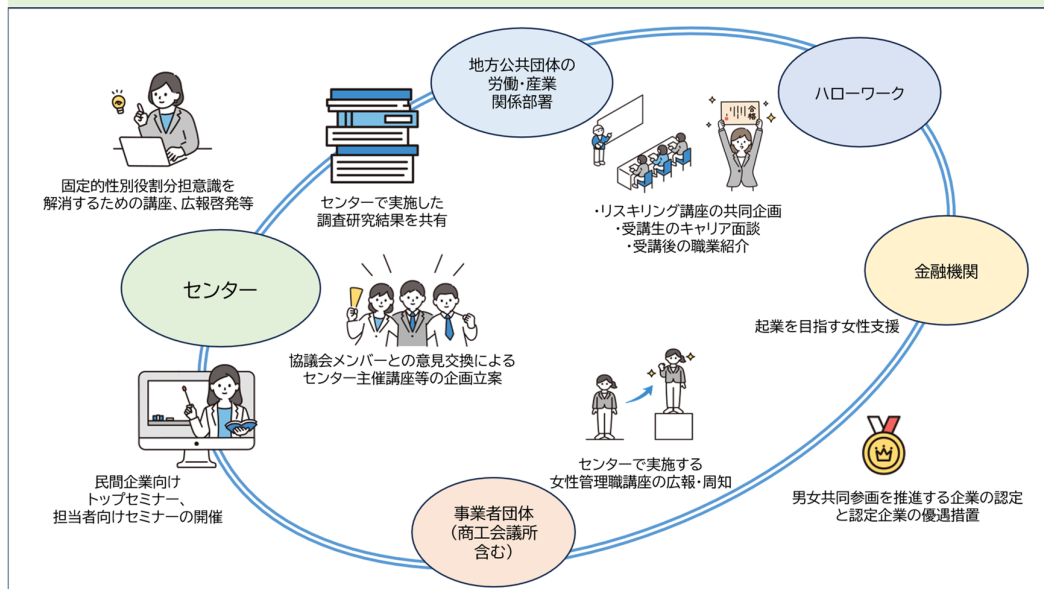 地方公共団体の
労働・産業
関係部署
ハローワーク
合格
固定的性別役割分担意識を
解消するための講座、広報啓発等
センターで実施した
調査研究結果を共有
・リスキリング講座の共同企画
・受講生のキャリア面談
・受講後の職業紹介
センター
金融機関
起業を目指す女性支援
協議会メンバーとの意見交換による
センター主催講座等の企画立案
民間企業向け
トップセミナー、
担当者向けセミナーの開催
センターで実施する
女性管理職講座の広報・周知
男女共同参画を推進する企業の認定
と認定企業の優遇措置
事業者団体
（商工会議所
含む）